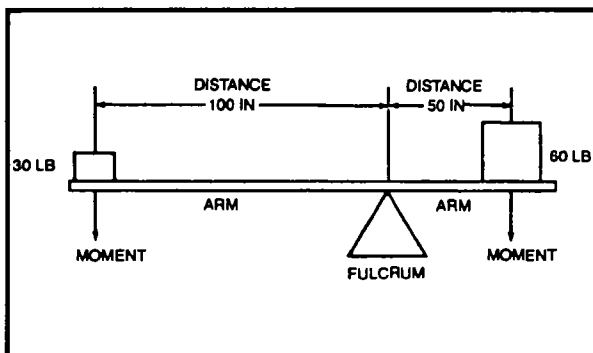 DISTANCE
100 IN
DISTANCE
50 IN
30 LB
60 LB
ARM
ARM
MOMENT
FULCRUM
MOMENT